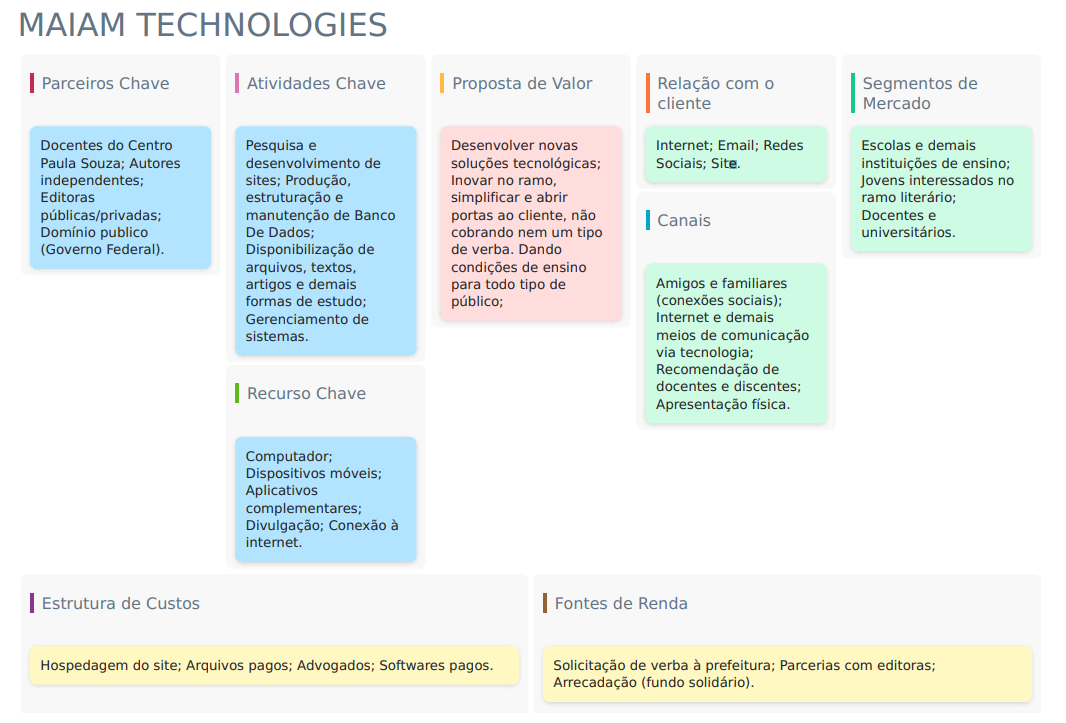 MAIAM TECHNOLOGIES
Parceiros Chave
Docentes do Centro
Paula Souza; Autores
independentes;
Editoras
públicas/privadas;
Domínio publico
(Governo Federal).
Atividades Chave
Pesquisa e
desenvolvimento de
sites; Produção,
estruturação e
manutenção de Banco
De Dados;
Disponibilização de
arquivos, textos,
artigos e demais
formas de estudo;
Gerenciamento de
sistemas.
Recurso Chave
Computador;
Dispositivos móveis;
Aplicativos
complementares;
Divulgação; Conexão à
internet.
Proposta de Valor
Desenvolver novas
soluções tecnológicas;
Inovar no ramo,
simplificar e abrir
portas ao cliente, não
cobrando nem um tipo
de verba. Dando
condições de ensino
para todo tipo de
público;
Relação com o
cliente
Internet; Email; Redes
Sociais; Site.
Canais
Amigos e familiares
(conexões sociais);
Internet e demais
meios de comunicação
via tecnologia;
Recomendação de
docentes e discentes;
Apresentação física.
Segmentos de
Mercado
Escolas e demais
instituições de ensino;
Jovens interessados no
ramo literário;
Docentes e
universitários.
Estrutura de Custos
Hospedagem do site; Arquivos pagos; Advogados; Softwares pagos.
Fontes de Renda
Solicitação de verba à prefeitura; Parcerias com editoras;
Arrecadação (fundo solidário).